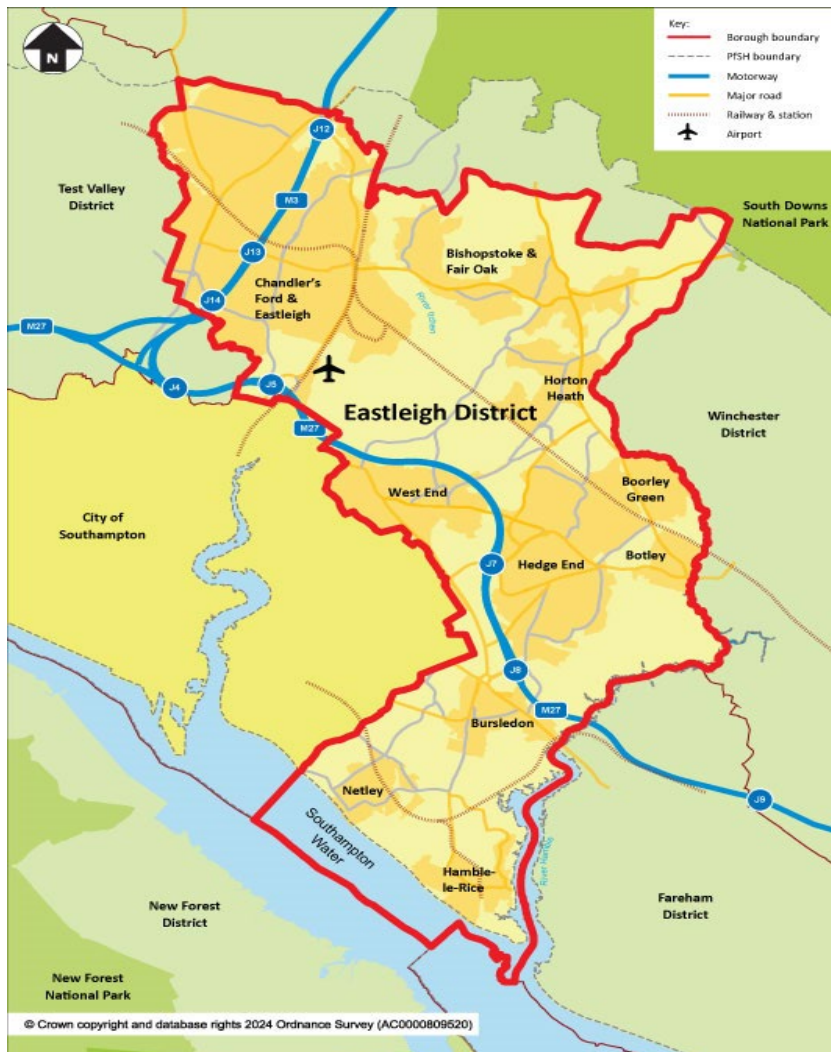 N
Key:
Borough boundary
PfSH boundary
Motorway
Major road
Railway & station
Airport
J12
Test Valley
District
M3
South Downs
National Park
J13
Bishopstoke &
Fair Oak
Chandler's
Ford &
Eastleigh
J14
River Itchen
M27
J4
J5
Horton
Heath
Eastleigh District
M27
Winchester
District
West End
Boorley
Green
City of
Southampton
Botley
J7
Hedge End
J8
M27
Bursledon
Netley
J9
Southampton
Water
Hamble-
le-Rice
River Hamble
New Forest
District
Fareham
District
New Forest
National Park
© Crown copyright and database rights 2024 Ordnance Survey (AC0000809520)